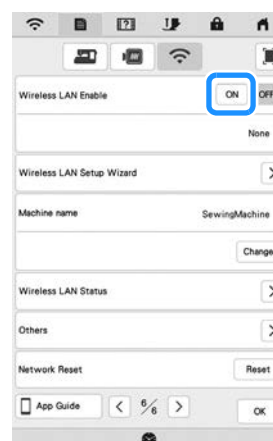 Wireless LAN Enable ON OFF
None
Wireless LAN Setup Wizard
Machine name SewingMachine
Change
Wireless LAN Status
Others
Network Reset Reset
App Guide < 6/6 > OK